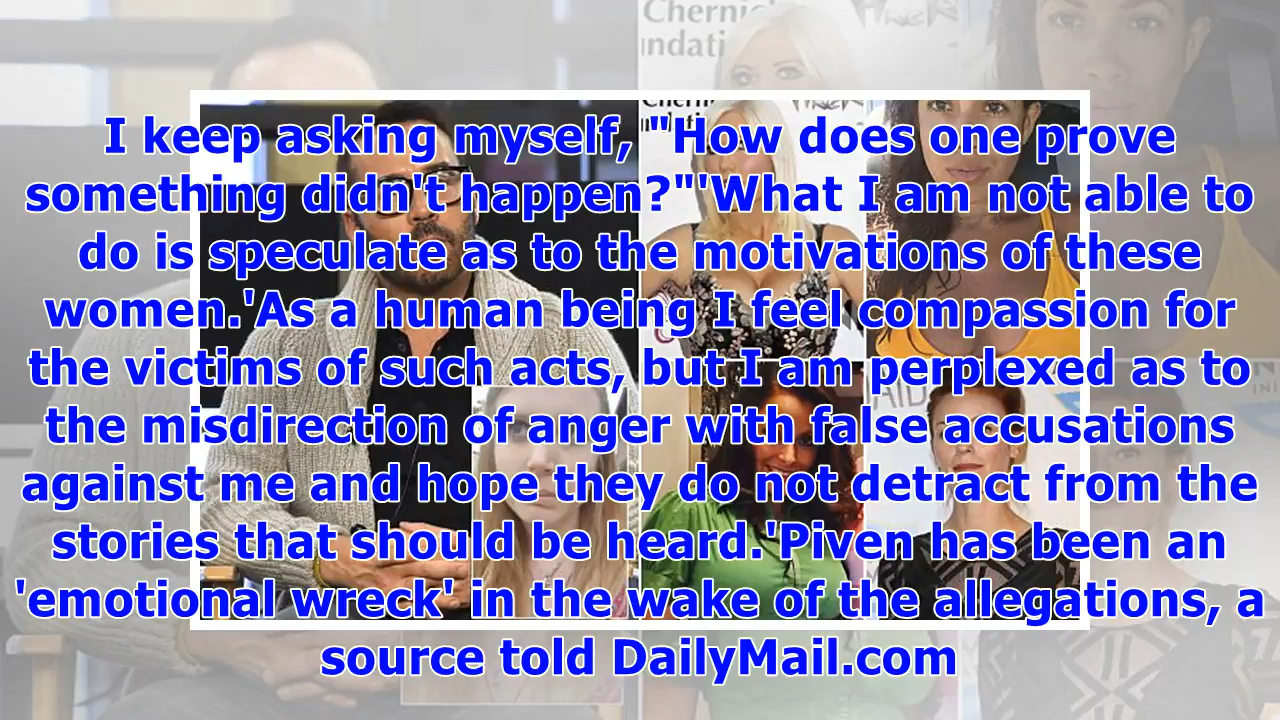 Chernic
undati
Cherni
I keep asking myself, "How does one prove
something didn't happen?"'What I am not able to
do is speculate as to the motivations of these
women.'As a human being I feel compassion for
the victims of such acts, but I am perplexed as to
the misdirection of anger with false accusations
against me and hope they do not detract from the
stories that should be heard.'Piven has been an
'emotional wreck' in the wake of the allegations, a
source told DailyMail.com